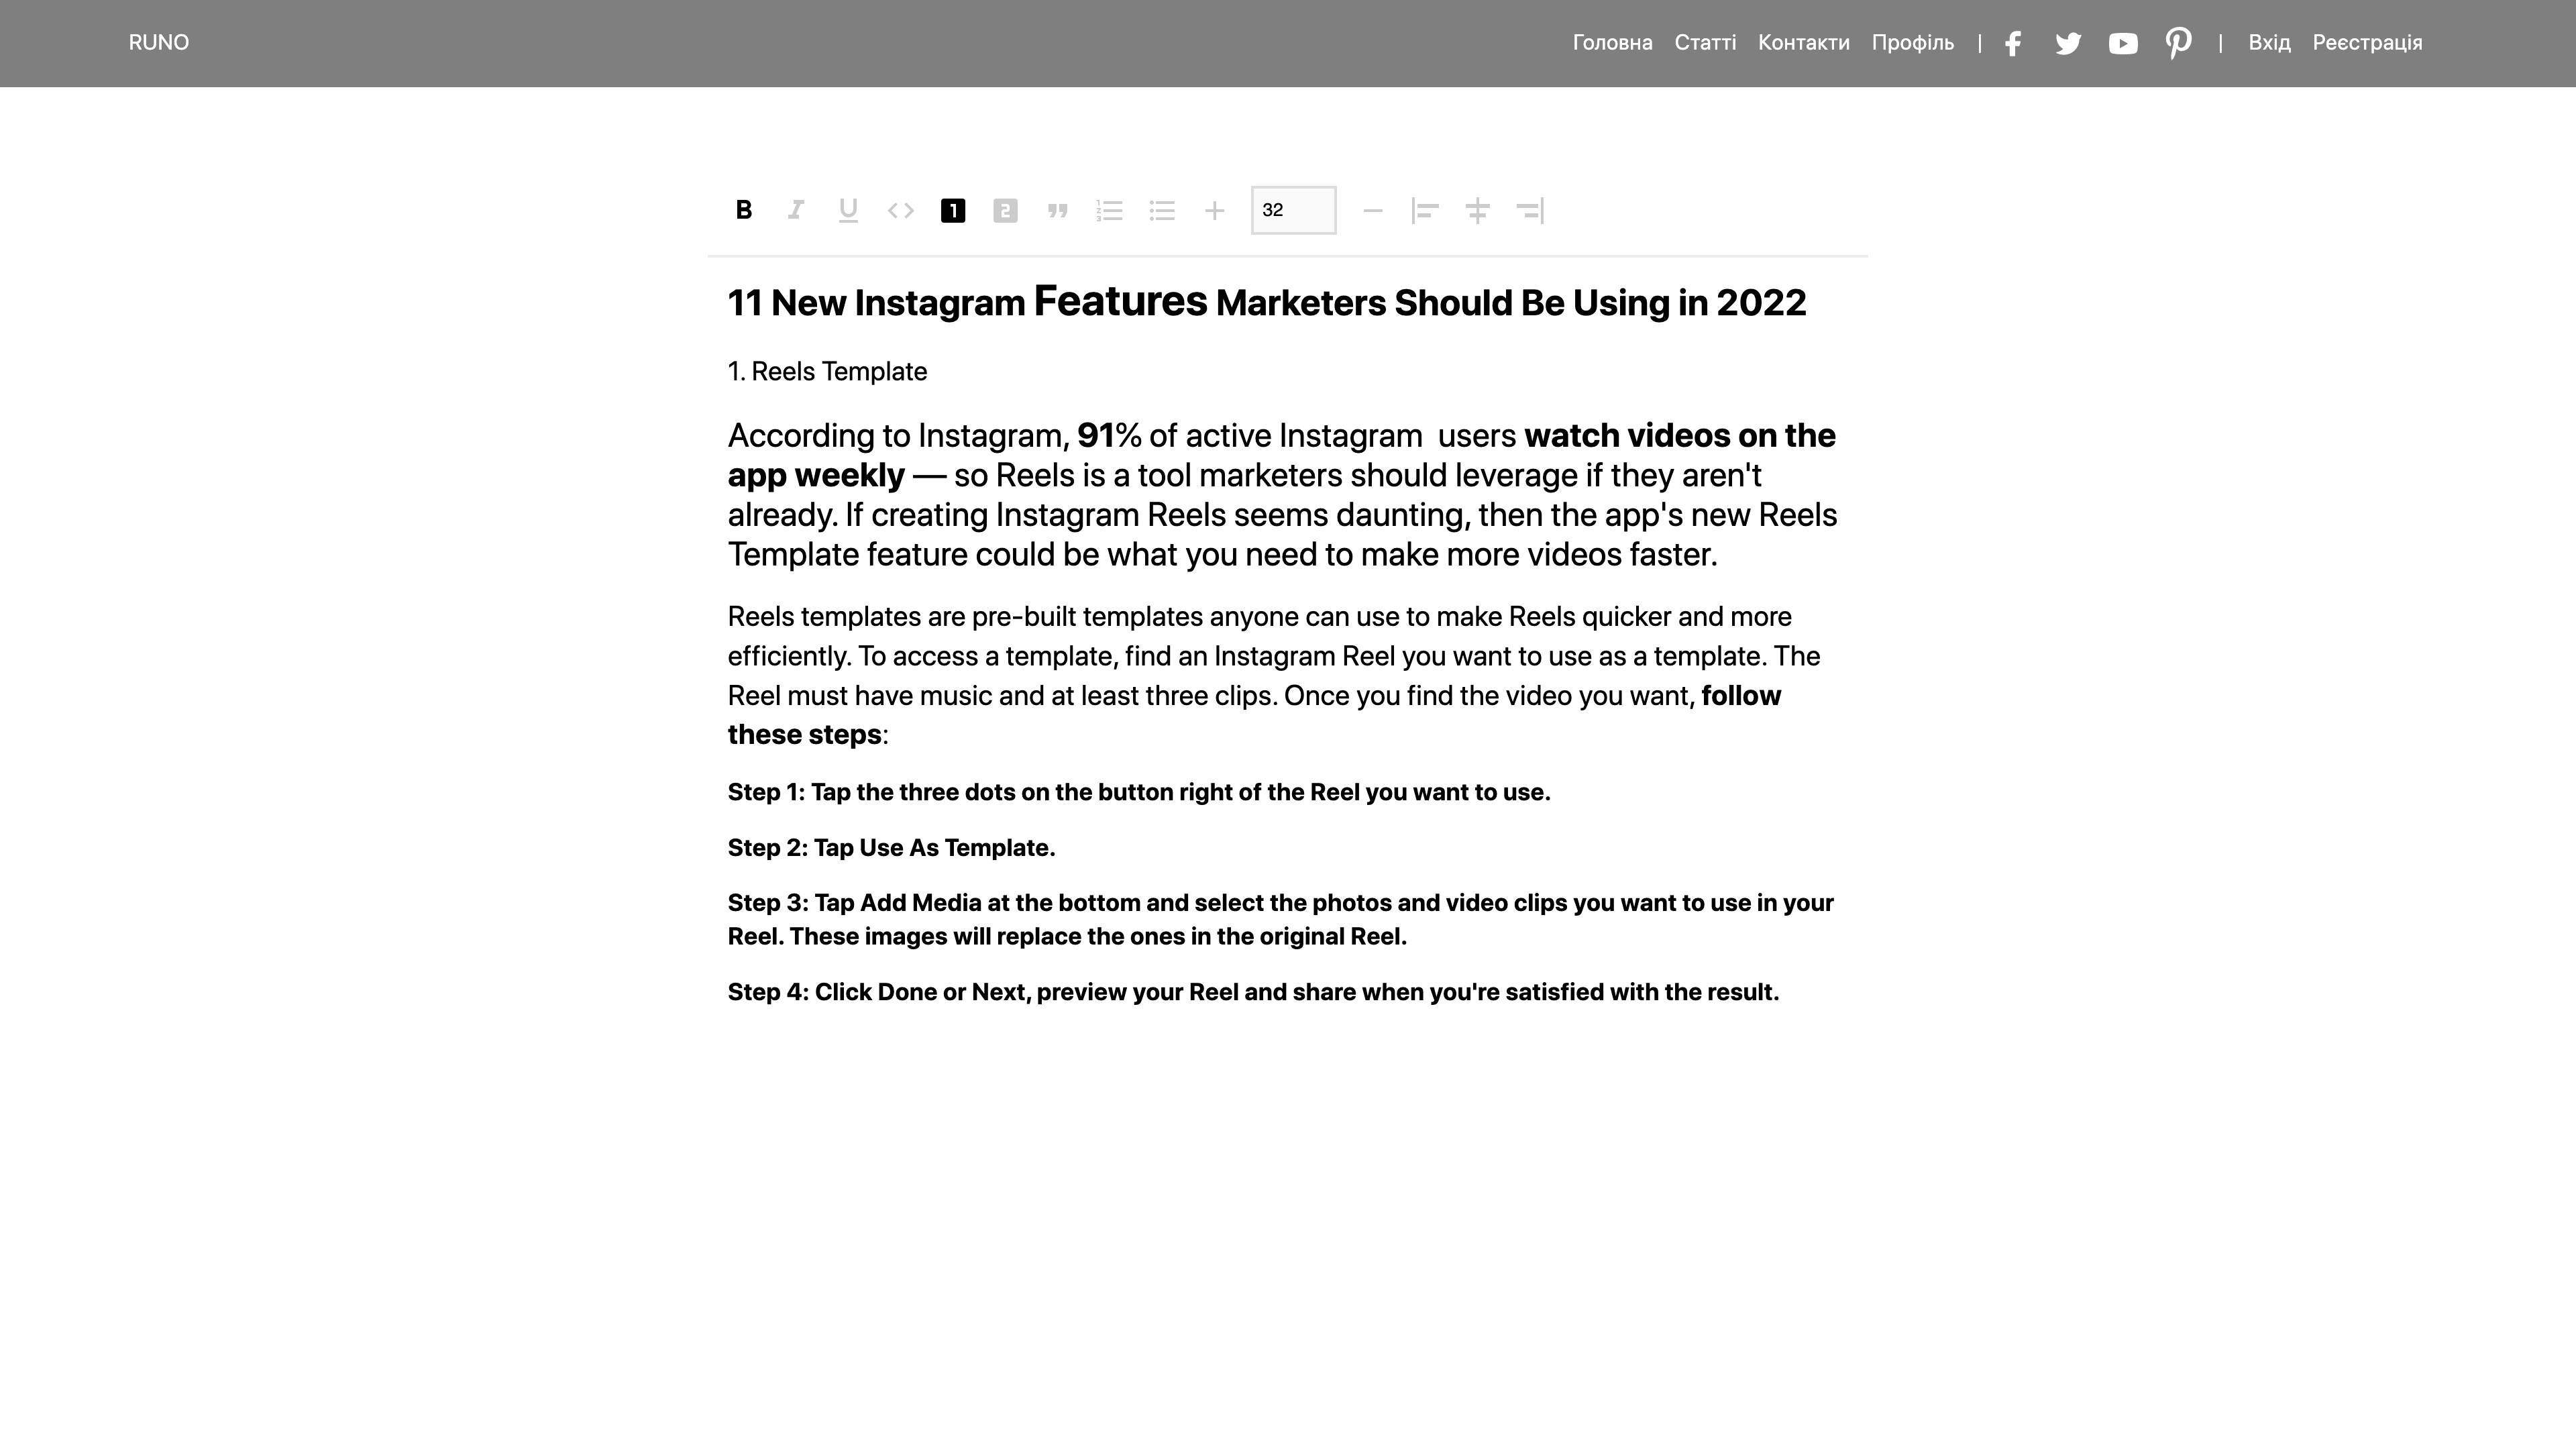 RUNO
Головна Статті Контакти Профіль | | Вхід Реєстрація
B I U <> 1 2 32
11 New Instagram Features Marketers Should Be Using in 2022
1. Reels Template
According to Instagram, 91% of active Instagram  users watch videos on the
app weekly — so Reels is a tool marketers should leverage if they aren't
already. If creating Instagram Reels seems daunting, then the app's new Reels
Template feature could be what you need to make more videos faster.
Reels templates are pre-built templates anyone can use to make Reels quicker and more
efficiently. To access a template, find an Instagram Reel you want to use as a template. The
Reel must have music and at least three clips. Once you find the video you want, follow
these steps:
Step 1: Tap the three dots on the button right of the Reel you want to use.
Step 2: Tap Use As Template.
Step 3: Tap Add Media at the bottom and select the photos and video clips you want to use in your
Reel. These images will replace the ones in the original Reel.
Step 4: Click Done or Next, preview your Reel and share when you're satisfied with the result.